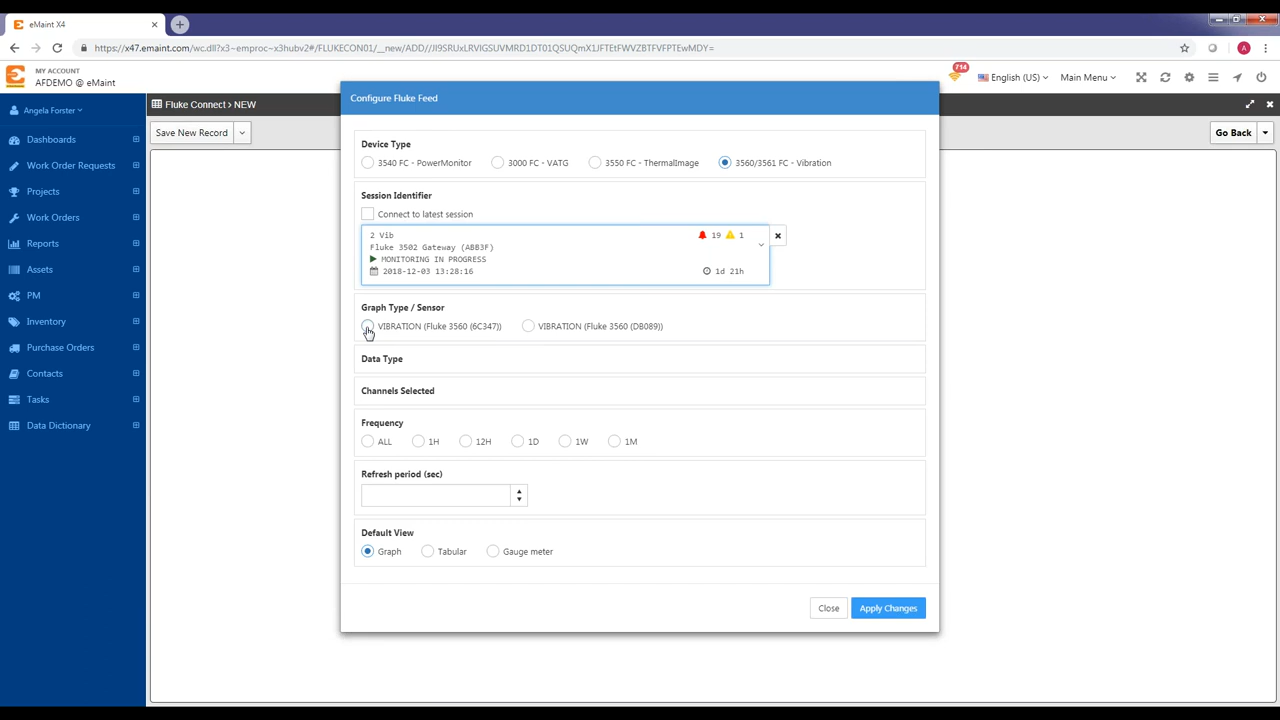 eMaint X4
https://x47.emaint.com/wc.dll?x3~emproc~x3hubv2#/FLUKECON01/__new/ADD//JI9SRUxLRVIGSUVMRD1DT01QSUQmX1JFTEtFWVZBTFVFPTEwMDY=
A
MY ACCOUNT
AFDEMO @ eMaint
714
English (US)
Main Menu
Angela Forster
Fluke Connect › NEW
Save New Record
Go Back
Dashboards
Work Order Requests
Projects
Work Orders
Reports
Assets
PM
Inventory
Purchase Orders
Contacts
Tasks
Data Dictionary
Configure Fluke Feed
Device Type
3540 FC - PowerMonitor 3000 FC - VATG 3550 FC - ThermalImage 3560/3561 FC - Vibration
Session Identifier
Connect to latest session
2 Vib 19 1
Fluke 3502 Gateway (ABB3F)
MONITORING IN PROGRESS
2018-12-03 13:28:16 1d 21h
Graph Type / Sensor
VIBRATION (Fluke 3560 (6C347)) VIBRATION (Fluke 3560 (DB089))
Data Type
Channels Selected
Frequency
ALL 1H 12H 1D 1W 1M
Refresh period (sec)
Default View
Graph Tabular Gauge meter
Close Apply Changes